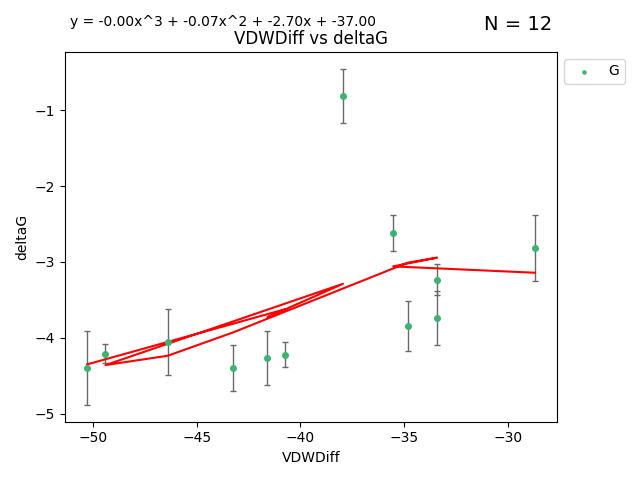 y = -0.00x^3 + -0.07x^2 + -2.70x + -37.00
N = 12
VDWDiff vs deltaG
G
deltaG
−1
−2
−3
−4
−5
−50
−45
−40
−35
−30
VDWDiff